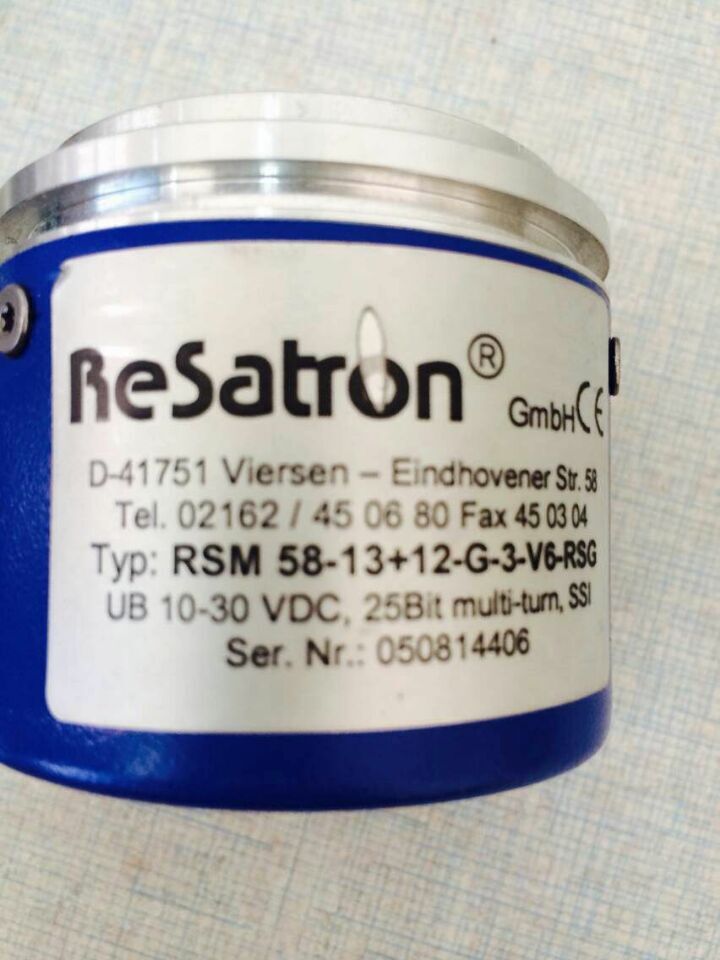 ReSatron® GmbH CE
D-41751 Viersen – Eindhovener Str. 58
Tel. 02162 / 45 06 80 Fax 45 03 04
Typ: RSM 58-13+12-G-3-V6-RSG
UB 10-30 VDC, 25Bit multi-turn, SSI
Ser. Nr.: 050814406